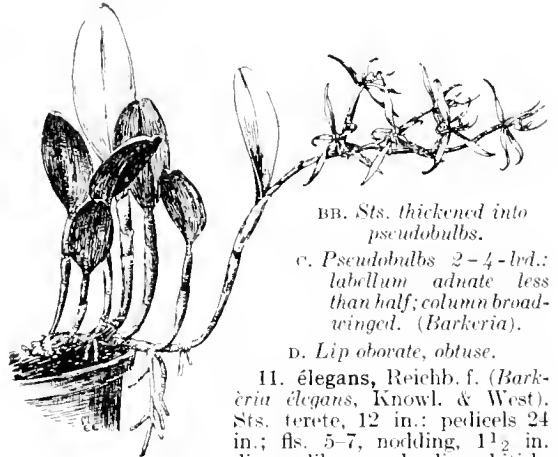 BB. Sts. thickened into
pseudobulbs.
C. Pseudobulbs 2-4-lvd.:
labellum adnate less
than half; column broad-
winged. (Barkeria).
D. Lip obovate, obtuse.
11. élegans, Reichb. f. (Bark-
èria élegans, Knowl. & West).
Sts. terete, 12 in.: pedicels 24
in.; fls. 5-7, nodding, 1½ in.